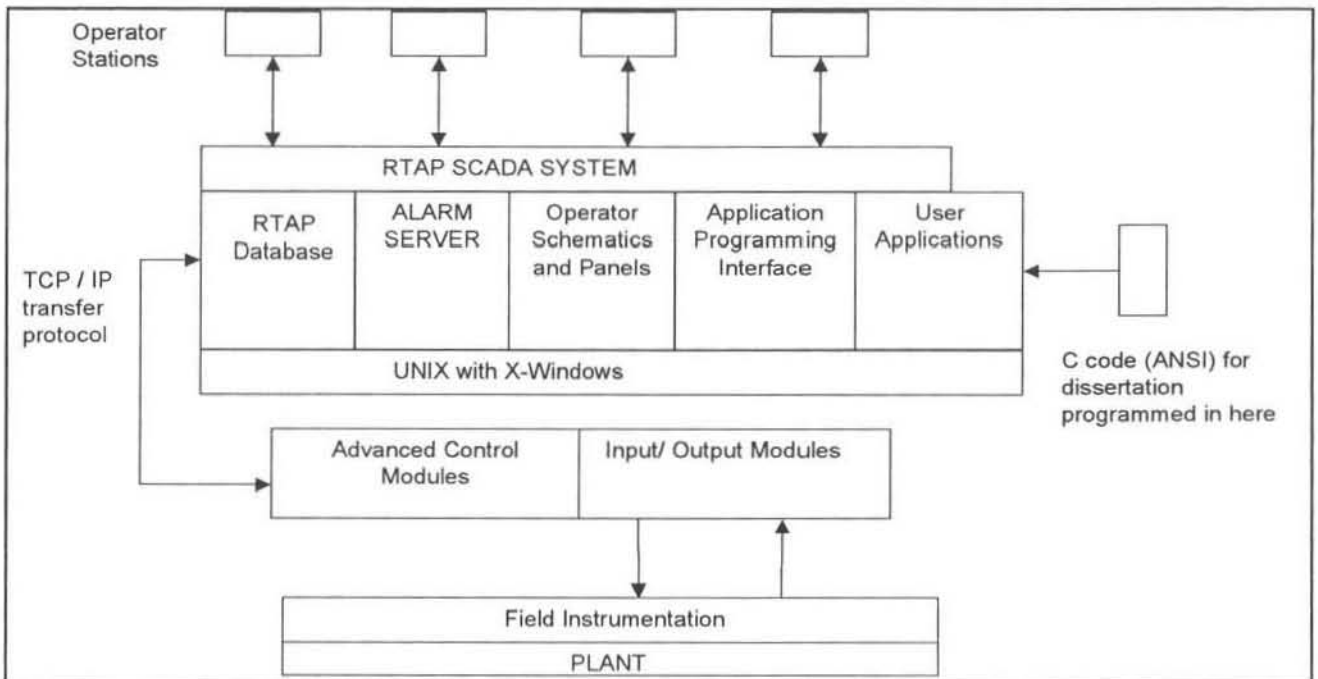 Operator
Stations
RTAP SCADA SYSTEM
RTAP
Database
ALARM
SERVER
Operator
Schematics
and Panels
Application
Programming
Interface
User
Applications
TCP / IP
transfer
protocol
UNIX with X-Windows
C code (ANSI) for
dissertation
programmed in here
Advanced Control
Modules
Input/ Output Modules
Field Instrumentation
PLANT